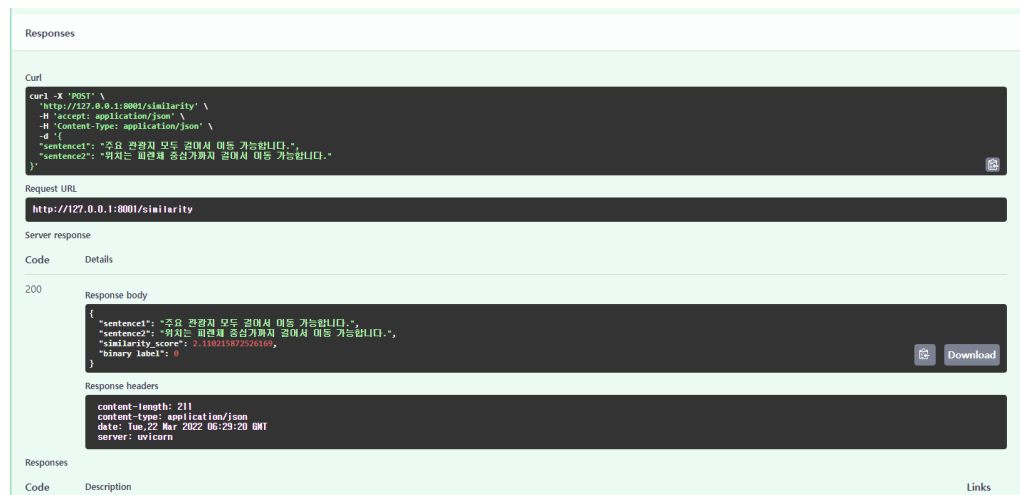 Responses
Curl
curl -X 'POST' \
'http://127.0.0.1:8001/similarity' \
-H 'accept: application/json' \
-H 'Content-Type: application/json' \
-d '{
"sentence1": "주요 관광지 모두 걸어서 이동 가능합니다.",
"sentence2": "위치는 피렌체 중심가까지 걸어서 이동 가능합니다."
}'
Request URL
http://127.0.0.1:8001/similarity
Server response
Code Details
200
Response body
{
"sentence1": "주요 관광지 모두 걸어서 이동 가능합니다.",
"sentence2": "위치는 피렌체 중심가까지 걸어서 이동 가능합니다.",
"similarity_score": 2.110215872526169,
"binary label": 0
}
Download
Response headers
content-length: 211
content-type: application/json
date: Tue,22 Mar 2022 06:29:20 GMT
server: uvicorn
Responses
Code Description Links